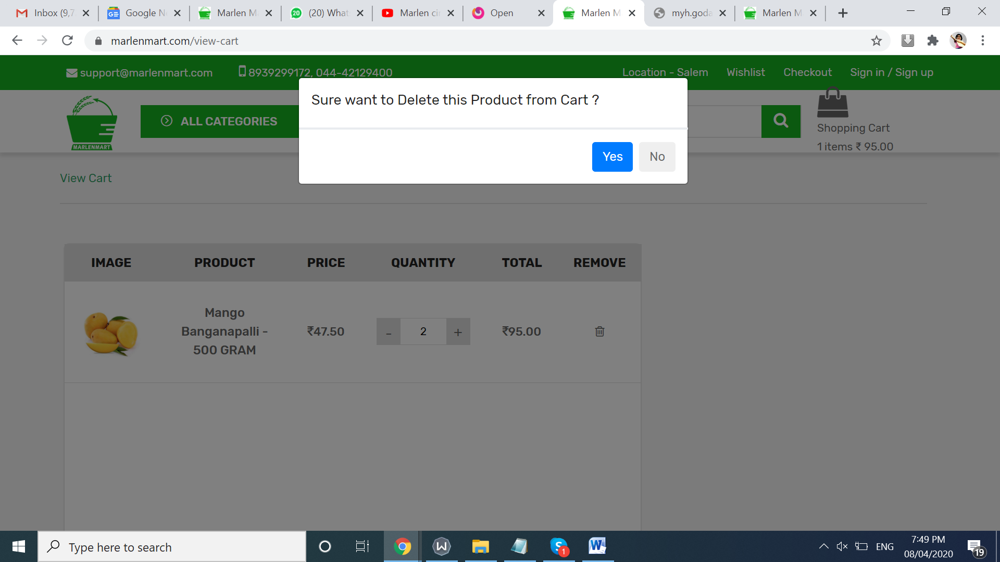 Inbox (9,7
Google N
Marlen M
20
(20) What
Marlen cir
Open
Marlen M
myh.goda
Marlen M
marlenmart.com/view-cart
support@marlenmart.com
8939299172, 044-42129400
Location - Salem
Wishlist
Checkout
Sign in / Sign up
Sure want to Delete this Product from Cart ?
Yes
No
MARLENMART
ALL CATEGORIES
Shopping Cart
1 items ₹ 95.00
View Cart
IMAGE PRODUCT PRICE QUANTITY TOTAL REMOVE
Mango
Banganapalli -
500 GRAM
₹47.50
- 2 +
₹95.00
Type here to search
1
ENG
7:49 PM
08/04/2020
19